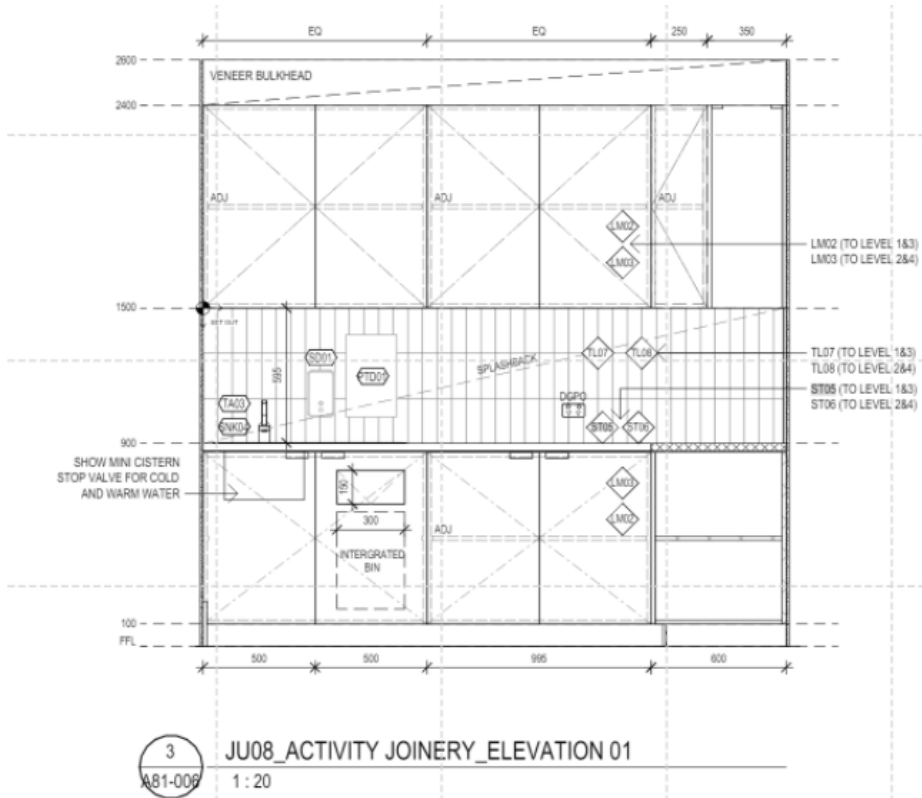 EQ
EQ
250
350
2600
VENEER BULKHEAD
2400
ADJ
ADJ
ADJ
LM02
LM03
LM02 (TO LEVEL 1&3)
LM03 (TO LEVEL 2&4)
1500
SET OUT
595
SD01
PTD01
SPLASHBACK
TL07
TL08
TL07 (TO LEVEL 1&3)
TL08 (TO LEVEL 2&4)
DGPO
ST05 (TO LEVEL 1&3)
ST06 (TO LEVEL 2&4)
TA03
SNK04
ST05
ST06
900
SHOW MINI CISTERN
STOP VALVE FOR COLD
AND WARM WATER
LM03
150
LM02
300
ADJ
INTERGRATED
BIN
100
FFL
500
500
995
600
3
A81-006
JU08_ACTIVITY JOINERY_ELEVATION 01
1 : 20